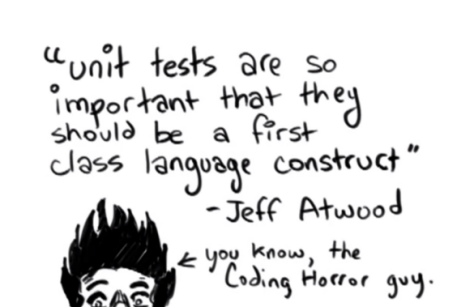 “unit tests are so
important that they
should be a first
class language construct”
- Jeff Atwood
you know, the
Coding Horror guy.